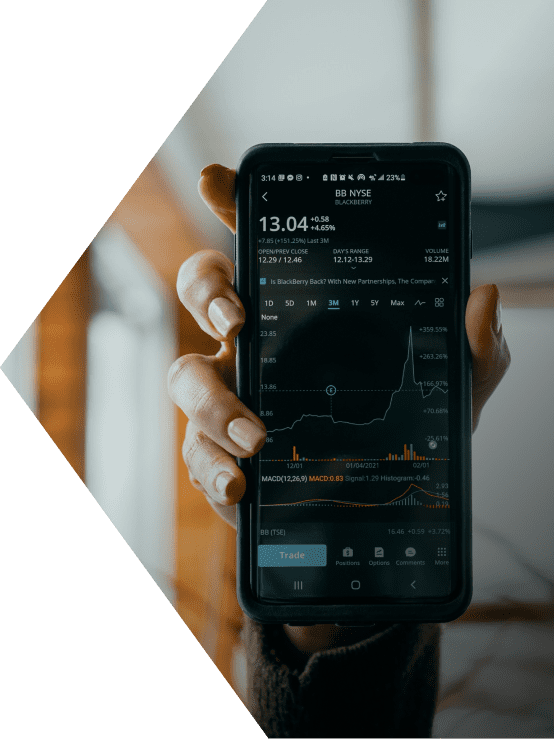 3:14 23%
BB NYSE
BLACKBERRY
13.04 +0.58
+4.65%
+7.85 (+151.25%) Last 3M
OPEN/PREV CLOSE DAY'S RANGE VOLUME
12.29 / 12.46 12.12-13.29 18.22M
Is BlackBerry Back? With New Partnerships, The Compar
1D 5D 1M 3M 1Y 5Y Max
None
23.85 +359.55%
18.85 +263.26%
13.86 +166.97%
8.86 +70.68%
.86 -25.61%
12/01 01/04/2021 02/01
MACD(12,26,9) MACD:0.83 Signal:1.29 Histogram:-0.46
2.63
BB (TSE) 16.46 +0.59 +3.72%
Trade Positions Options Comments More